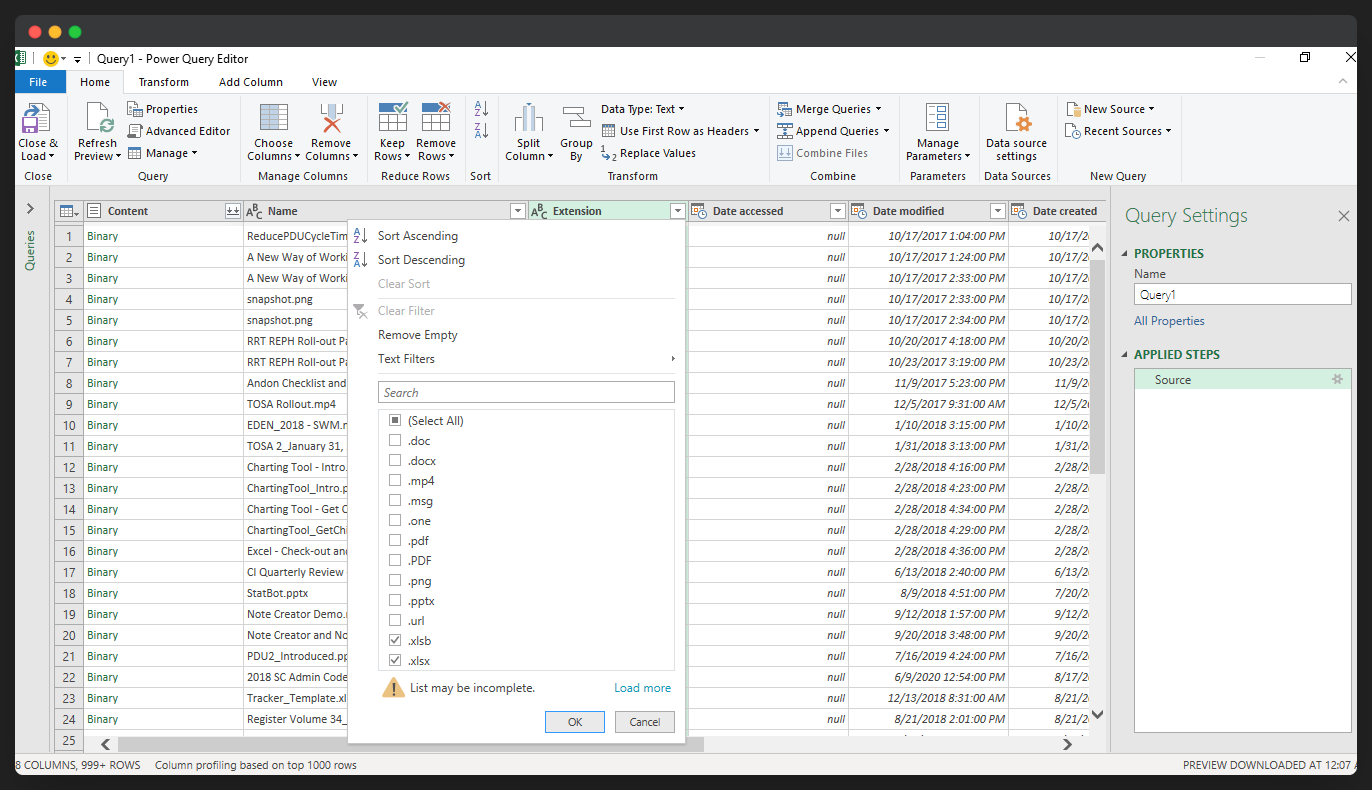 Query1 - Power Query Editor
File Home Transform Add Column View
Close & Load
Refresh Preview
Properties
Advanced Editor
Manage
Choose Columns
Remove Columns
Keep Rows
Remove Rows
Split Column
Group By
Data Type: Text
Use First Row as Headers
Replace Values
Merge Queries
Append Queries
Combine Files
Manage Parameters
Data source settings
New Source
Recent Sources
Close Query Manage Columns Reduce Rows Sort Transform Combine Parameters Data Sources New Query
Queries
Content Name Extension Date accessed Date modified Date created
1 Binary ReducePDUCycleTim null 10/17/2017 1:04:00 PM 10/17/2
2 Binary A New Way of Worki null 10/17/2017 1:24:00 PM 10/17/2
3 Binary A New Way of Worki null 10/17/2017 2:33:00 PM 10/17/2
4 Binary snapshot.png null 10/17/2017 2:33:00 PM 10/17/2
5 Binary snapshot.png null 10/17/2017 2:34:00 PM 10/17/2
6 Binary RRT REPH Roll-out Pa null 10/20/2017 4:18:00 PM 10/20/2
7 Binary RRT REPH Roll-out Pa null 10/23/2017 3:19:00 PM 10/23/2
8 Binary Andon Checklist and null 11/9/2017 5:23:00 PM 11/9/2
9 Binary TOSA Rollout.mp4 null 12/5/2017 9:31:00 AM 12/5/2
10 Binary EDEN_2018 - SWM.n null 1/10/2018 3:15:00 PM 1/10/2
11 Binary TOSA 2_January 31, null 1/31/2018 3:13:00 PM 1/31/2
12 Binary Charting Tool - Intro. null 2/28/2018 4:16:00 PM 2/28/2
13 Binary ChartingTool_Intro.p null 2/28/2018 4:23:00 PM 2/28/2
14 Binary Charting Tool - Get C null 2/28/2018 4:34:00 PM 2/28/2
15 Binary ChartingTool_GetChi null 2/28/2018 4:29:00 PM 2/28/2
16 Binary Excel - Check-out and null 2/28/2018 4:36:00 PM 2/28/2
17 Binary CI Quarterly Review null 6/13/2018 2:40:00 PM 6/13/2
18 Binary StatBot.pptx null 8/9/2018 4:51:00 PM 7/20/2
19 Binary Note Creator Demo.r null 9/12/2018 1:57:00 PM 9/12/2
20 Binary Note Creator and No null 9/20/2018 3:48:00 PM 9/20/2
21 Binary PDU2_Introduced.pp null 7/16/2019 4:24:00 PM 7/16/2
22 Binary 2018 SC Admin Code null 6/9/2020 12:54:00 PM 8/17/2
23 Binary Tracker_Template.xl null 12/13/2018 8:31:00 AM 8/21/2
24 Binary Register Volume 34_ null 8/21/2018 2:01:00 PM 8/21/2
25
Sort Ascending
Sort Descending
Clear Sort
Clear Filter
Remove Empty
Text Filters
Search
(Select All)
.doc
.docx
.mp4
.msg
.one
.pdf
.PDF
.png
.pptx
.url
.xlsb
.xlsx
List may be incomplete. Load more
OK Cancel
Query Settings
PROPERTIES
Name
Query1
All Properties
APPLIED STEPS
Source
8 COLUMNS, 999+ ROWS Column profiling based on top 1000 rows PREVIEW DOWNLOADED AT 12:07